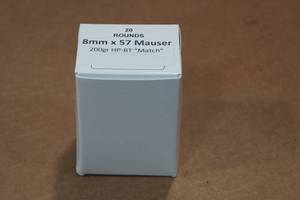 20
ROUNDS
8mm x 57 Mauser
200gr HP-BT "Match"